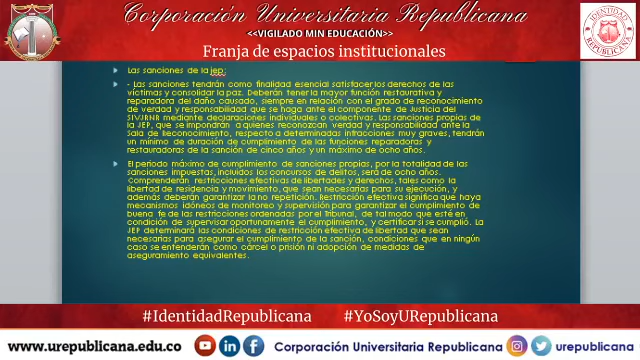 Corporación Universitaria Republicana
<<VIGILADO MIN EDUCACIÓN>>
Franja de espacios institucionales
IDENTIDAD
REPUBLICANA
Las sanciones de la jep:
- Las sanciones tendrán como finalidad esencial satisfacer los derechos de las
víctimas y consolidar la paz. Deberán tener la mayor función restaurativa y
reparadora del daño causado, siempre en relación con el grado de reconocimiento
de verdad y responsabilidad que se haga ante el componente de Justicia del
SIVJRNR mediante declaraciones individuales o colectivas. Las sanciones propias de
la JEP, que se impondrán a quienes reconozcan verdad y responsabilidad ante la
Sala de Reconocimiento, respecto a determinadas infracciones muy graves, tendrán
un mínimo de duración de cumplimiento de las funciones reparadoras y
restauradoras de la sanción de cinco años y un máximo de ocho años.
El periodo máximo de cumplimiento de sanciones propias, por la totalidad de las
sanciones impuestas, incluidos los concursos de delitos, será de ocho años.
Comprenderán restricciones efectivas de libertades y derechos, tales como la
libertad de residencia y movimiento, que sean necesarias para su ejecución, y
además deberán garantizar la no repetición. Restricción efectiva significa que haya
mecanismos idóneos de monitoreo y supervisión para garantizar el cumplimiento de
buena fe de las restricciones ordenadas por el Tribunal, de tal modo que esté en
condición de supervisar oportunamente el cumplimiento, y certificar si se cumplió. La
JEP determinará las condiciones de restricción efectiva de libertad que sean
necesarias para asegurar el cumplimiento de la sanción, condiciones que en ningún
caso se entenderán como cárcel o prisión ni adopción de medidas de
aseguramiento equivalentes.
#IdentidadRepublicana #YoSoyURepublicana
www.urepublicana.edu.co Corporación Universitaria Republicana urepublicana